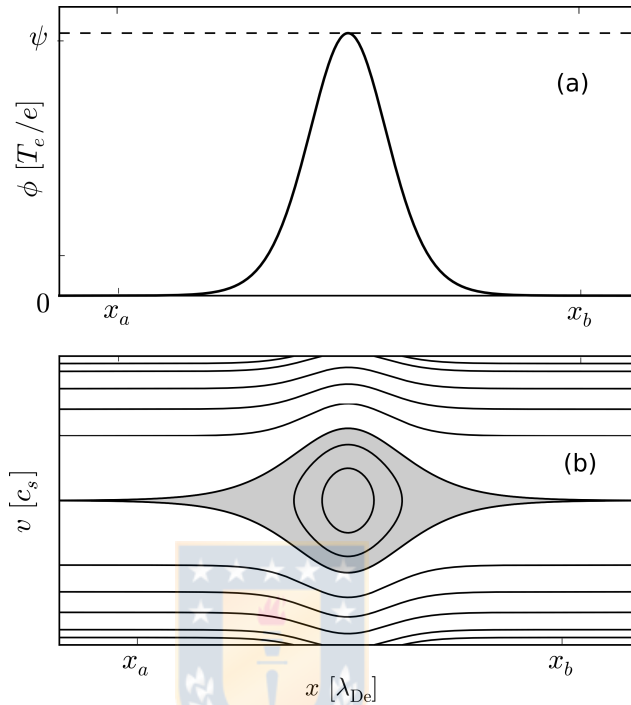 ψ
(a)
ϕ [T_e/e]
0
x_a
x_b
(b)
v [c_s]
x_a
x_b
x [λ_De]